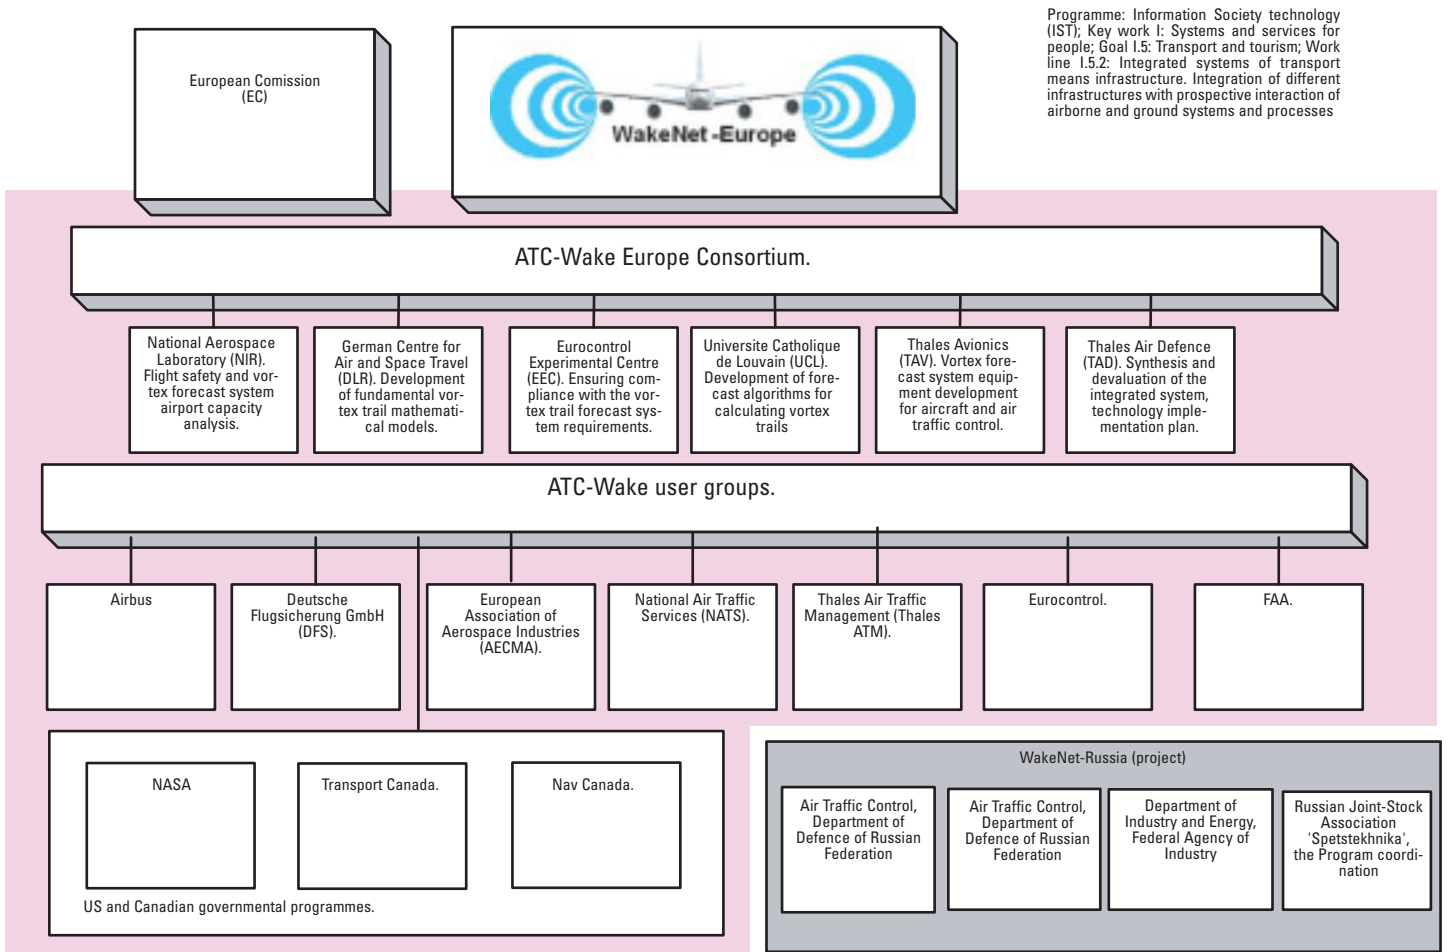 European Comission
(EC)
WakeNet-Europe
Programme: Information Society technology
(IST); Key work I: Systems and services for
people; Goal I.5: Transport and tourism; Work
line I.5.2: Integrated systems of transport
means infrastructure. Integration of different
infrastructures with prospective interaction of
airborne and ground systems and processes
ATC-Wake Europe Consortium.
National Aerospace
Laboratory (NIR).
Flight safety and vor-
tex forecast system
airport capacity
analysis.
German Centre for
Air and Space Travel
(DLR). Development
of fundamental vor-
tex trail mathemati-
cal models.
Eurocontrol
Experimental Centre
(EEC). Ensuring com-
pliance with the vor-
tex trail forecast sys-
tem requirements.
Universite Catholique
de Louvain (UCL).
Development of fore-
cast algorithms for
calculating vortex
trails
Thales Avionics
(TAV). Vortex fore-
cast system equip-
ment development
for aircraft and air
traffic control.
Thales Air Defence
(TAD). Synthesis and
devaluation of the
integrated system,
technology imple-
mentation plan.
ATC-Wake user groups.
Airbus
Deutsche
Flugsicherung GmbH
(DFS).
European
Association of
Aerospace Industries
(AECMA).
National Air Traffic
Services (NATS).
Thales Air Traffic
Management (Thales
ATM).
Eurocontrol.
FAA.
NASA
Transport Canada.
Nav Canada.
US and Canadian governmental programmes.
WakeNet-Russia (project)
Air Traffic Control,
Department of
Defence of Russian
Federation
Air Traffic Control,
Department of
Defence of Russian
Federation
Department of
Industry and Energy,
Federal Agency of
Industry
Russian Joint-Stock
Association
'Spetstekhnika',
the Program coordi-
nation